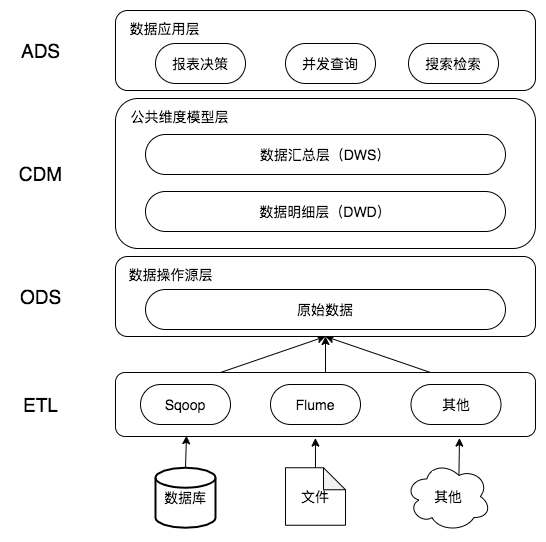 数据应用层
ADS
报表决策
并发查询
搜索检索
公共维度模型层
数据汇总层（DWS）
CDM
数据明细层（DWD）
数据操作源层
ODS
原始数据
ETL
Sqoop
Flume
其他
数据库
文件
其他